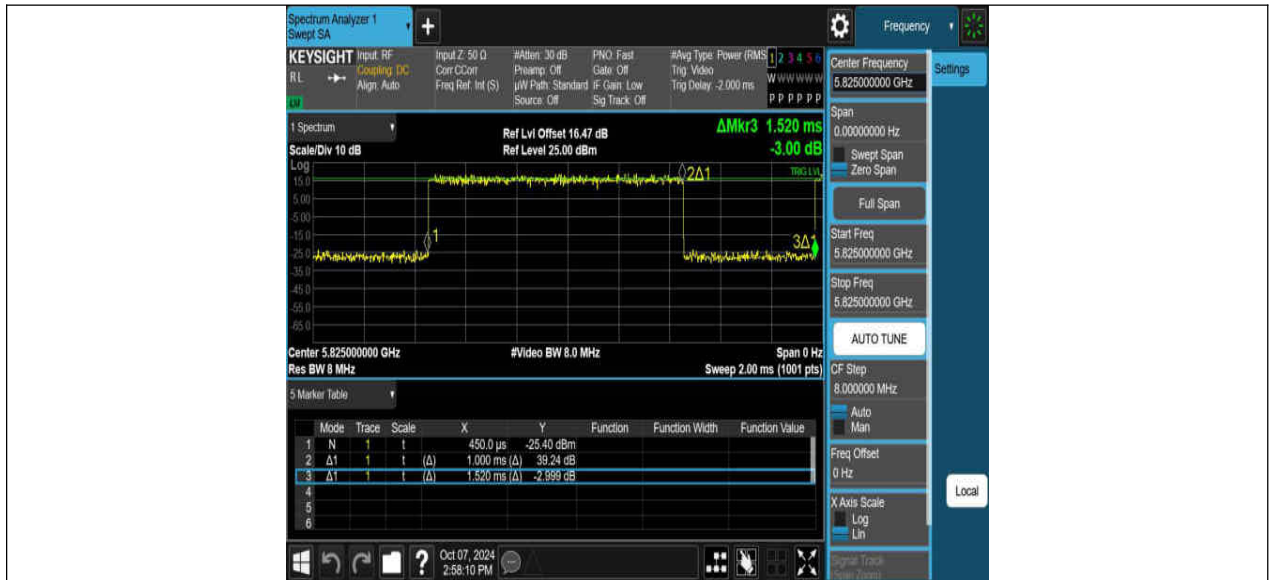 Spectrum Analyzer 1
Swept SA
+
Frequency
KEYSIGHT
RL
LW
Input: RF
Coupling: DC
Align: Auto
Input Z: 50 Ω
Corr CCorr
Freq Ref: Int (S)
#Atten: 30 dB
Preamp: Off
µW Path: Standard
Source: Off
PNO: Fast
Gate: Off
IF Gain: Low
Sig Track: Off
#Avg Type: Power (RMS
Trig: Video
Trig Delay: -2.000 ms
1 2 3 4 5 6
W W W W W W
P P P P P P
1 Spectrum
Scale/Div 10 dB
Ref Lvl Offset 16.47 dB
Ref Level 25.00 dBm
ΔMkr3 1.520 ms
-3.00 dB
Log
15.0
5.00
-5.00
-15.0
-25.0
-35.0
-45.0
-55.0
-65.0
TRIG LVL
2Δ1
1
3Δ1
Center 5.825000000 GHz
#Video BW 8.0 MHz
Span 0 Hz
Res BW 8 MHz
Sweep 2.00 ms (1001 pts)
5 Marker Table
Mode Trace Scale X Y Function Function Width Function Value
1 N 1 t 450.0 µs -25.40 dBm
2 Δ1 1 t (Δ) 1.000 ms (Δ) 39.24 dB
3 Δ1 1 t (Δ) 1.520 ms (Δ) -2.999 dB
4
5
6
?
Oct 07, 2024
2:58:10 PM
Center Frequency
5.825000000 GHz
Span
0.00000000 Hz
Swept Span
Zero Span
Full Span
Start Freq
5.825000000 GHz
Stop Freq
5.825000000 GHz
AUTO TUNE
CF Step
8.000000 MHz
Auto
Man
Freq Offset
0 Hz
X Axis Scale
Log
Lin
Signal Track
(Span Zoom)
Settings
Local